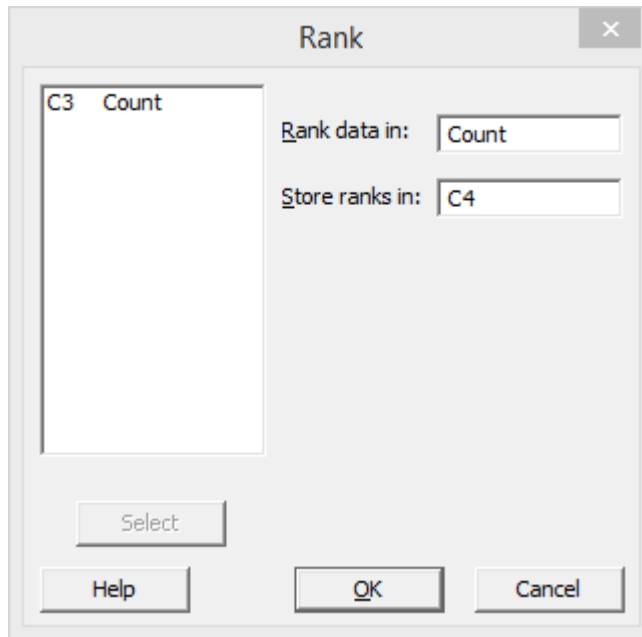 Rank
C3 Count
Rank data in: Count
Store ranks in: C4
Select
Help OK Cancel